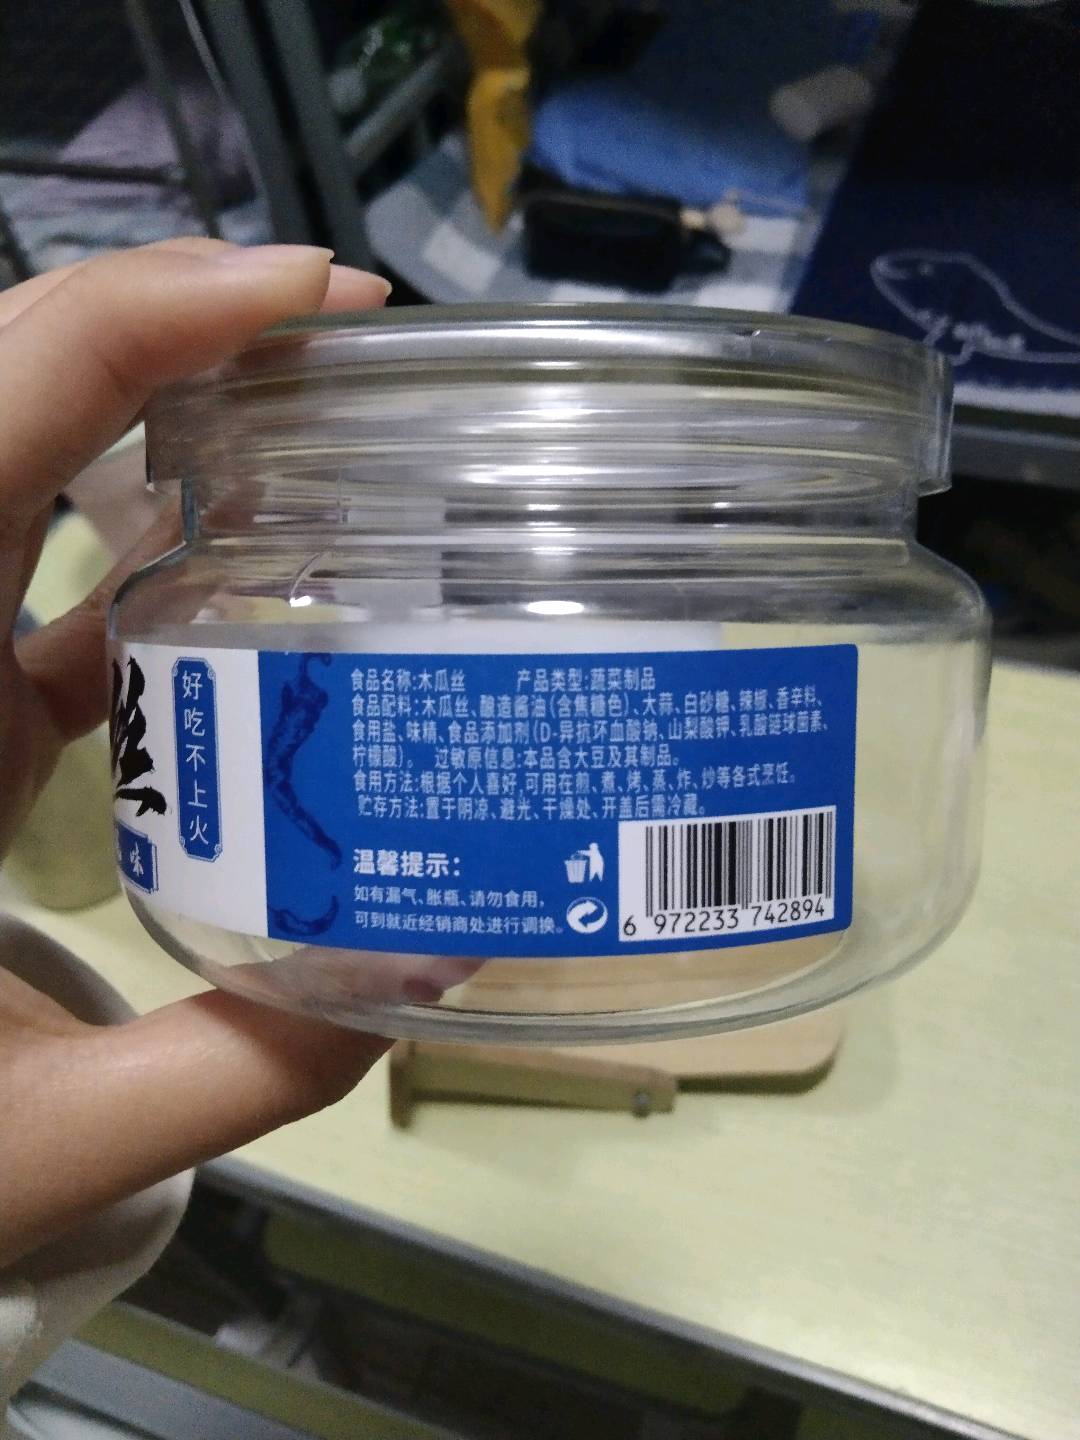 丝
好吃不上火
味
食品名称:木瓜丝 产品类型:蔬菜制品
食品配料:木瓜丝、酿造酱油(含焦糖色)、大蒜、白砂糖、辣椒、香辛料、
食用盐、味精、食品添加剂(D-异抗坏血酸钠、山梨酸钾、乳酸链球菌素、
柠檬酸)。 过敏原信息:本品含大豆及其制品。
食用方法:根据个人喜好,可用在煎、煮、烤、蒸、炸、炒等各式烹饪。
贮存方法:置于阴凉、避光、干燥处、开盖后需冷藏。
温馨提示:
如有漏气、胀瓶、请勿食用,
可到就近经销商处进行调换。
6 972233 742894